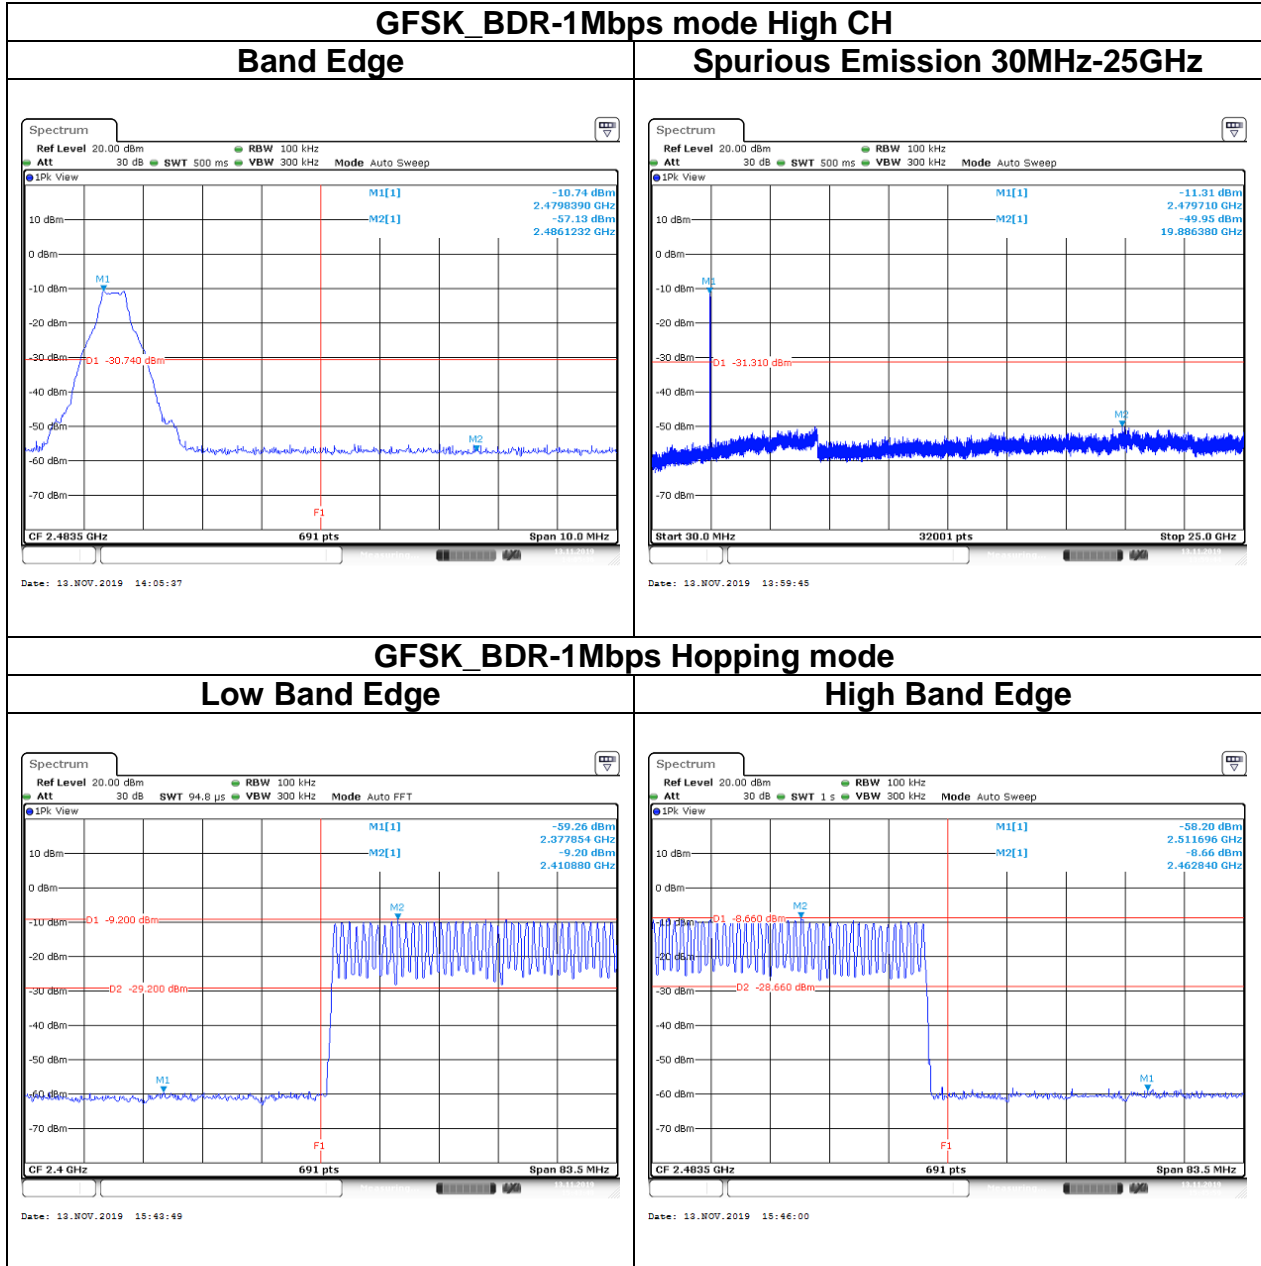 GFSK_BDR-1Mbps mode High CH
Band Edge
Spurious Emission 30MHz-25GHz
Spectrum
Ref Level 20.00 dBm RBW 100 kHz
Att 30 dB SWT 500 ms VBW 300 kHz Mode Auto Sweep
1Pk View
M1[1] -10.74 dBm
2.4798390 GHz
10 dBm M2[1] -57.13 dBm
2.4861232 GHz
0 dBm
M1
-10 dBm
-20 dBm
-30 dBm D1 -30.740 dBm
-40 dBm
-50 dBm
M2
-60 dBm
-70 dBm
F1
CF 2.4835 GHz 691 pts Span 10.0 MHz
Date: 13.NOV.2019 14:05:37
Spectrum
Ref Level 20.00 dBm RBW 100 kHz
Att 30 dB SWT 500 ms VBW 300 kHz Mode Auto Sweep
1Pk View
M1[1] -11.31 dBm
2.479710 GHz
10 dBm M2[1] -49.95 dBm
19.886380 GHz
0 dBm
M1
-10 dBm
-20 dBm
-30 dBm
D1 -31.310 dBm
-40 dBm
M2
-50 dBm
-60 dBm
-70 dBm
Start 30.0 MHz 32001 pts Stop 25.0 GHz
Date: 13.NOV.2019 13:59:45
GFSK_BDR-1Mbps Hopping mode
Low Band Edge
High Band Edge
Spectrum
Ref Level 20.00 dBm RBW 100 kHz
Att 30 dB SWT 94.8 µs VBW 300 kHz Mode Auto FFT
1Pk View
M1[1] -59.26 dBm
2.377854 GHz
10 dBm M2[1] -9.20 dBm
2.410880 GHz
0 dBm
M2
-10 dBm D1 -9.200 dBm
-20 dBm
-30 dBm D2 -29.200 dBm
-40 dBm
-50 dBm
M1
-60 dBm
-70 dBm
F1
CF 2.4 GHz 691 pts Span 83.5 MHz
Date: 13.NOV.2019 15:43:49
Spectrum
Ref Level 20.00 dBm RBW 100 kHz
Att 30 dB SWT 1 s VBW 300 kHz Mode Auto Sweep
1Pk View
M1[1] -58.20 dBm
2.511696 GHz
10 dBm M2[1] -8.66 dBm
2.462840 GHz
0 dBm
M2
-10 dBm D1 -8.660 dBm
-20 dBm
-30 dBm D2 -28.660 dBm
-40 dBm
-50 dBm
M1
-60 dBm
-70 dBm
F1
CF 2.4835 GHz 691 pts Span 83.5 MHz
Date: 13.NOV.2019 15:46:00